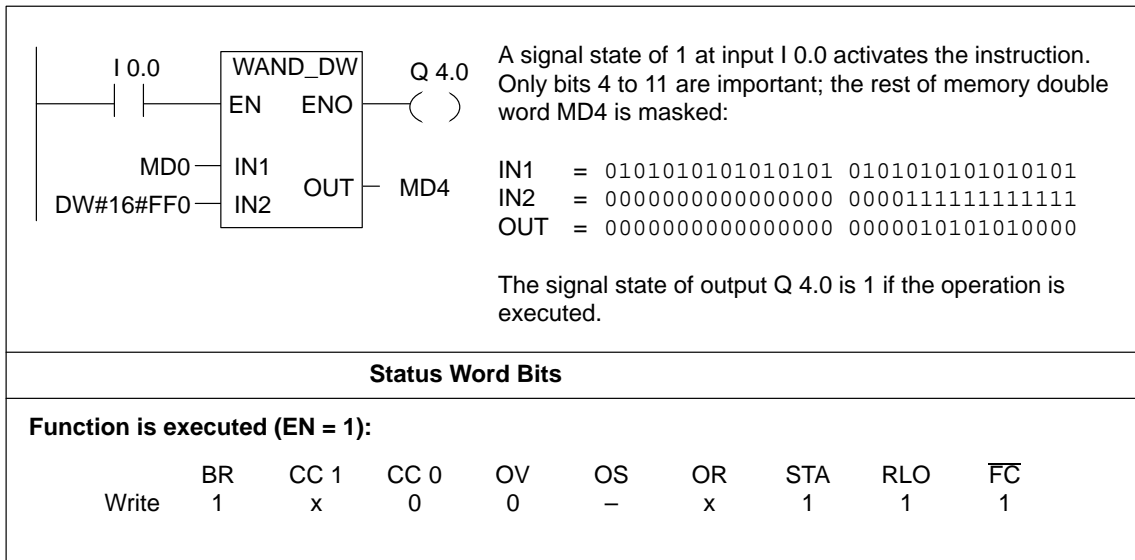 I 0.0
WAND_DW
Q 4.0
EN ENO
MD0
IN1
OUT
MD4
DW#16#FF0
IN2
A signal state of 1 at input I 0.0 activates the instruction.
Only bits 4 to 11 are important; the rest of memory double
word MD4 is masked:
IN1 = 0101010101010101 0101010101010101
IN2 = 0000000000000000 0000111111111111
OUT = 0000000000000000 0000010101010000
The signal state of output Q 4.0 is 1 if the operation is
executed.
Status Word Bits
Function is executed (EN = 1):
BR CC 1 CC 0 OV OS OR STA RLO F̅C̅
Write 1 x 0 0 – x 1 1 1